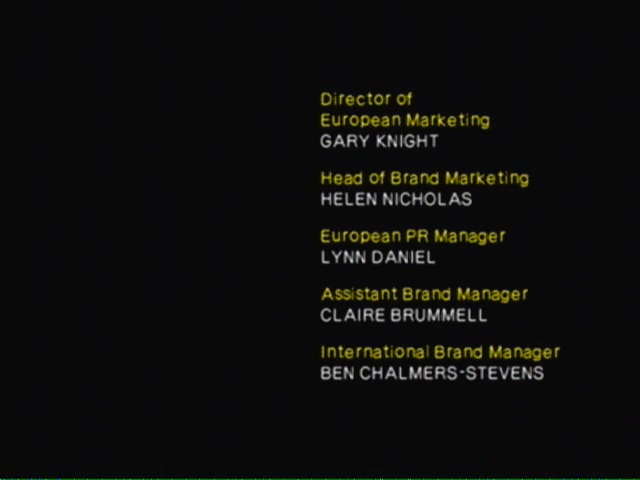 Director of
European Marketing
GARY KNIGHT
Head of Brand Marketing
HELEN NICHOLAS
European PR Manager
LYNN DANIEL
Assistant Brand Manager
CLAIRE BRUMMELL
International Brand Manager
BEN CHALMERS-STEVENS